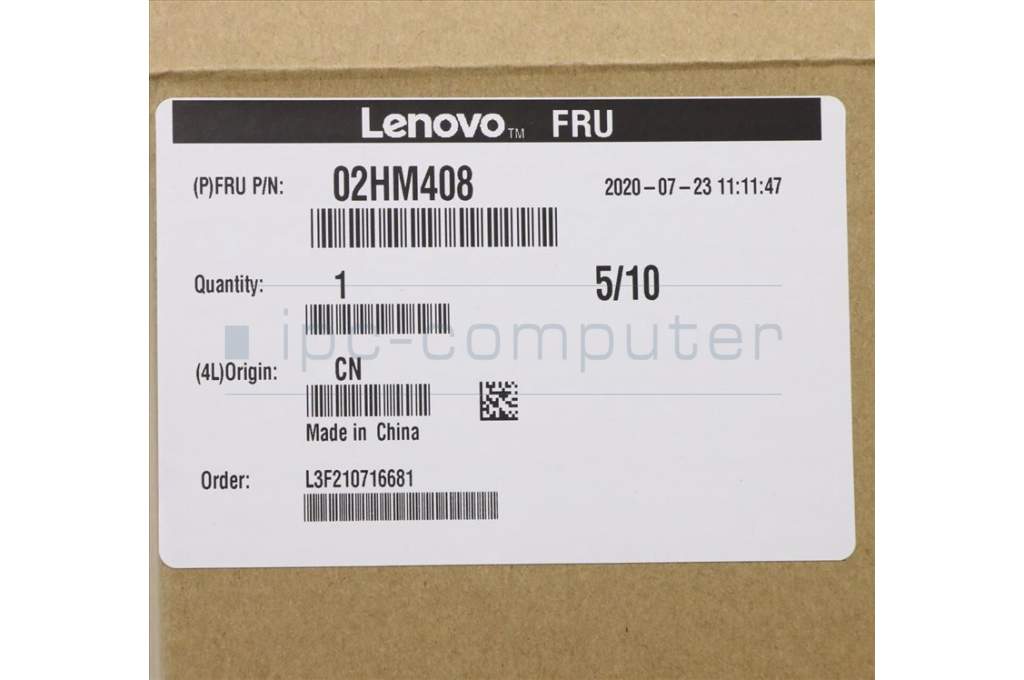 Lenovo™ FRU
(P)FRU P/N: 02HM408 2020-07-23 11:11:47
Quantity: 1 5/10
ipc-computer
(4L)Origin: CN
Made in China
Order: L3F210716681